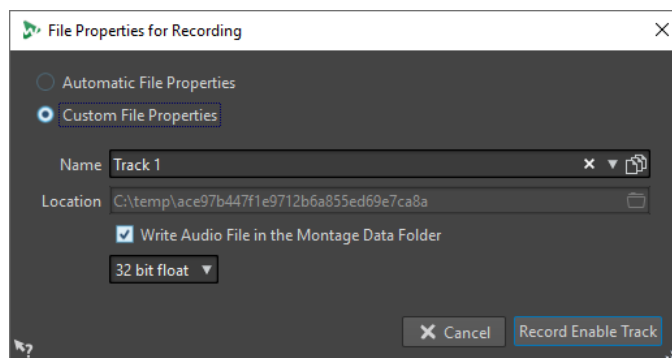 File Properties for Recording
Automatic File Properties
Custom File Properties
Name Track 1
Location C:\temp\ace97b447f1e9712b6a855ed69e7ca8a
Write Audio File in the Montage Data Folder
32 bit float
Cancel Record Enable Track
?